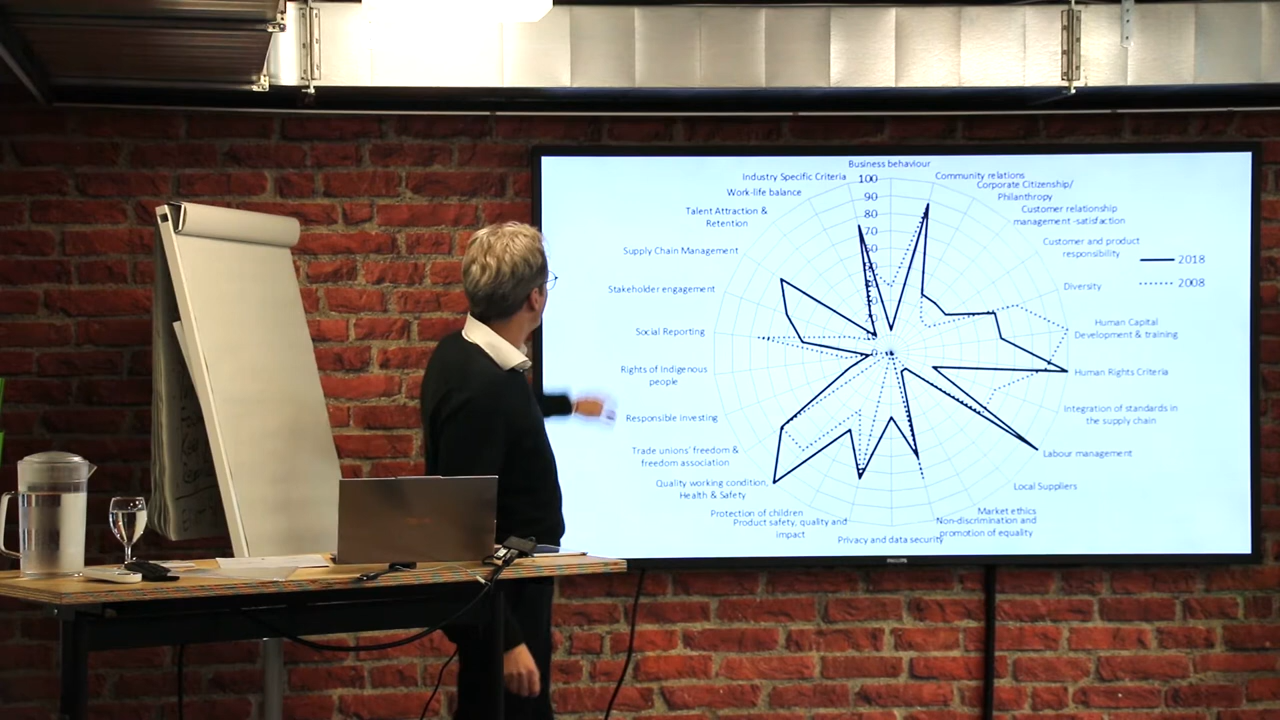 Business behaviour
Community relations
Corporate Citizenship/
Philanthropy
Customer relationship
management -satisfaction
Customer and product
responsibility
Diversity
Human Capital
Development & training
Human Rights Criteria
Integration of standards in
the supply chain
Labour management
Local Suppliers
Market ethics
Non-discrimination and
promotion of equality
Privacy and data security
Product safety, quality and
impact
Protection of children
Quality working condition,
Health & Safety
Trade unions' freedom &
freedom association
Responsible investing
Rights of Indigenous
people
Social Reporting
Stakeholder engagement
Supply Chain Management
Talent Attraction &
Retention
Work-life balance
Industry Specific Criteria
100
90
80
70
60
0
2018
2008
PHILIPS